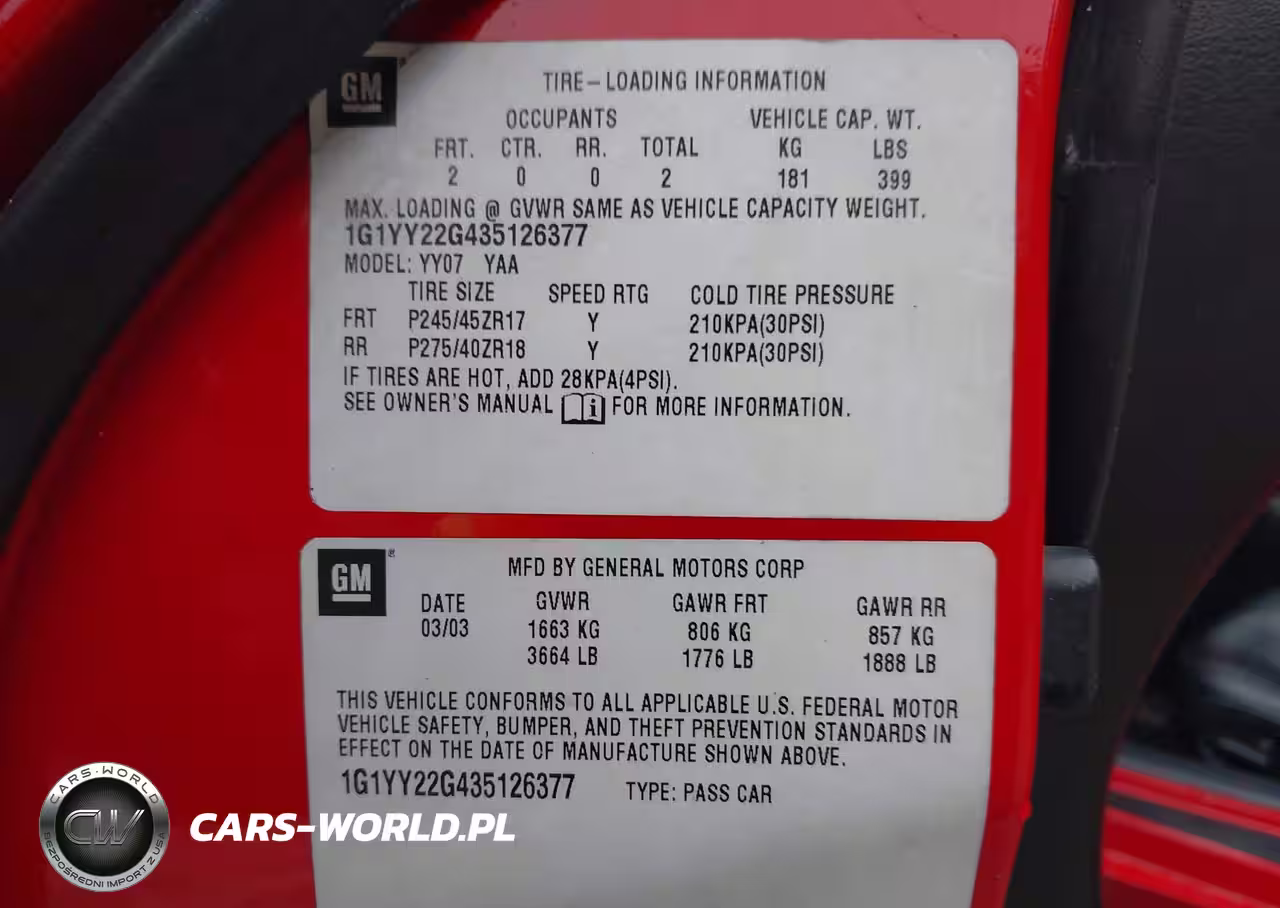 GM
TIRE–LOADING INFORMATION
OCCUPANTS VEHICLE CAP. WT.
FRT. CTR. RR. TOTAL KG LBS
2 0 0 2 181 399
MAX. LOADING @ GVWR SAME AS VEHICLE CAPACITY WEIGHT.
1G1YY22G435126377
MODEL: YY07 YAA
TIRE SIZE SPEED RTG COLD TIRE PRESSURE
FRT P245/45ZR17 Y 210KPA(30PSI)
RR P275/40ZR18 Y 210KPA(30PSI)
IF TIRES ARE HOT, ADD 28KPA(4PSI).
SEE OWNER'S MANUAL i FOR MORE INFORMATION.
GM®
MFD BY GENERAL MOTORS CORP
DATE GVWR GAWR FRT GAWR RR
03/03 1663 KG 806 KG 857 KG
3664 LB 1776 LB 1888 LB
THIS VEHICLE CONFORMS TO ALL APPLICABLE U.S. FEDERAL MOTOR
VEHICLE SAFETY, BUMPER, AND THEFT PREVENTION STANDARDS IN
EFFECT ON THE DATE OF MANUFACTURE SHOWN ABOVE.
1G1YY22G435126377 TYPE: PASS CAR
CARS-WORLD
CW
BEZPOŚREDNI IMPORT Z USA
CARS-WORLD.PL